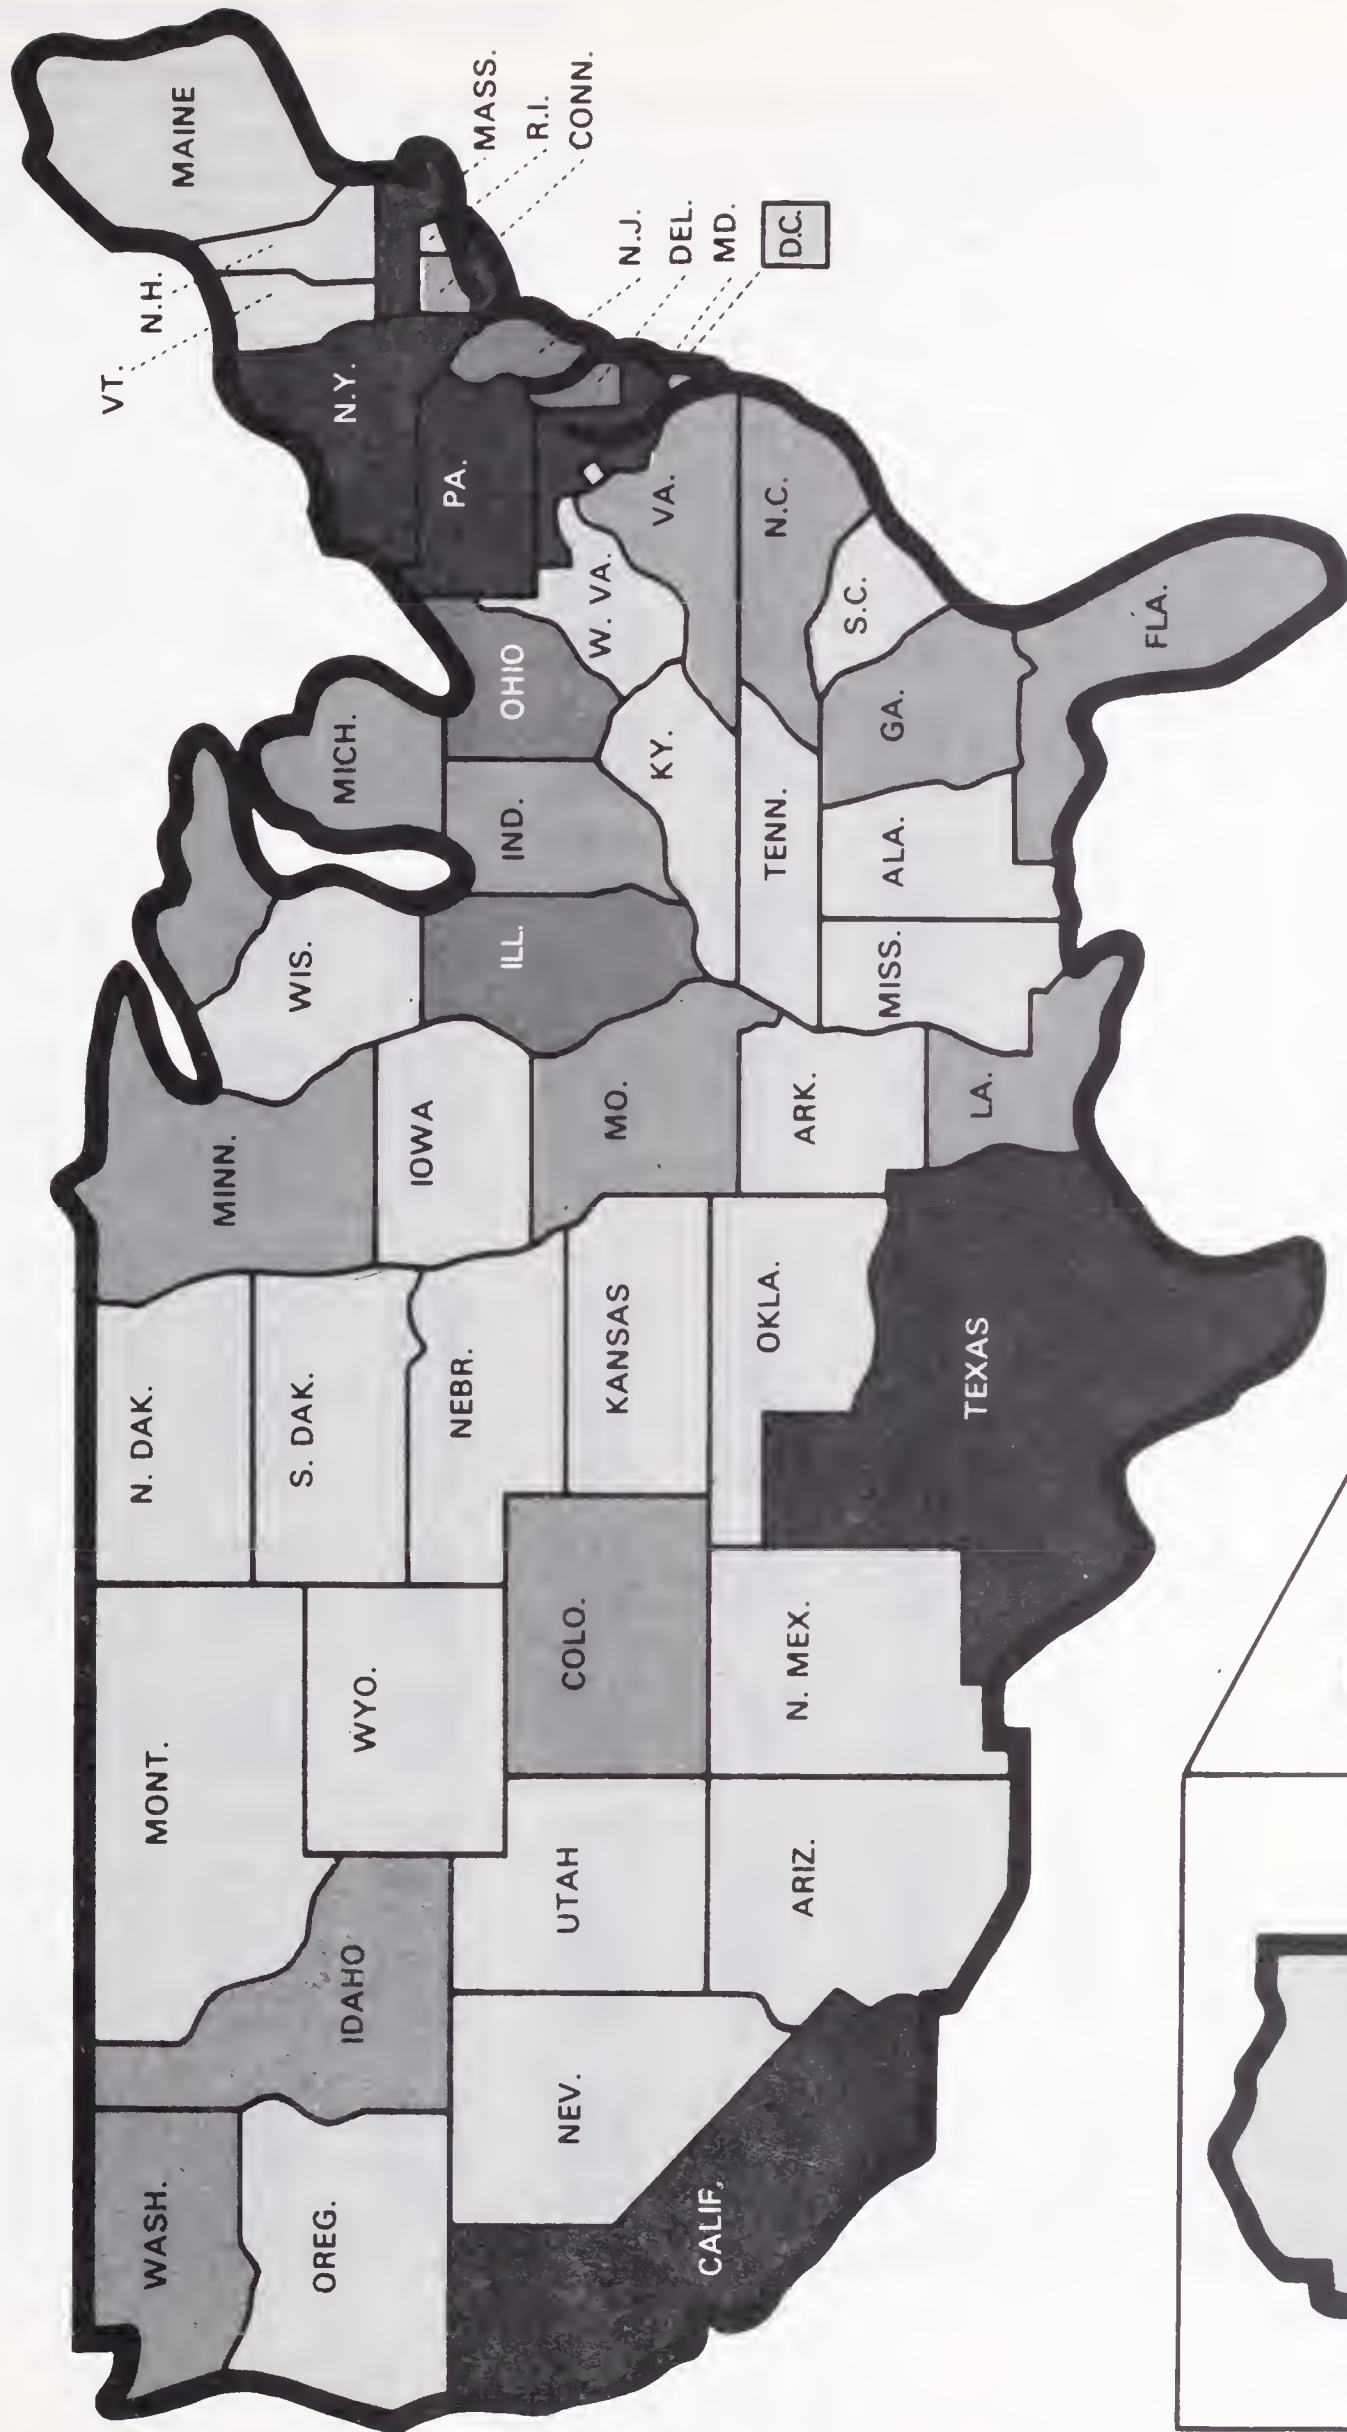 WASH.
OREG.
CALIF.
IDAHO
NEV.
MONT.
WYO.
UTAH
ARIZ.
COLO.
N. MEX.
N. DAK.
S. DAK.
NEBR.
KANSAS
OKLA.
TEXAS
MINN.
IOWA
MO.
ARK.
LA.
WIS.
ILL.
MISS.
MICH.
IND.
OHIO
KY.
TENN.
ALA.
GA.
FLA.
S.C.
N.C.
VA.
W. VA.
PA.
N.Y.
VT.
N.H.
MAINE
MASS.
R.I.
CONN.
N.J.
DEL.
MD.
D.C.